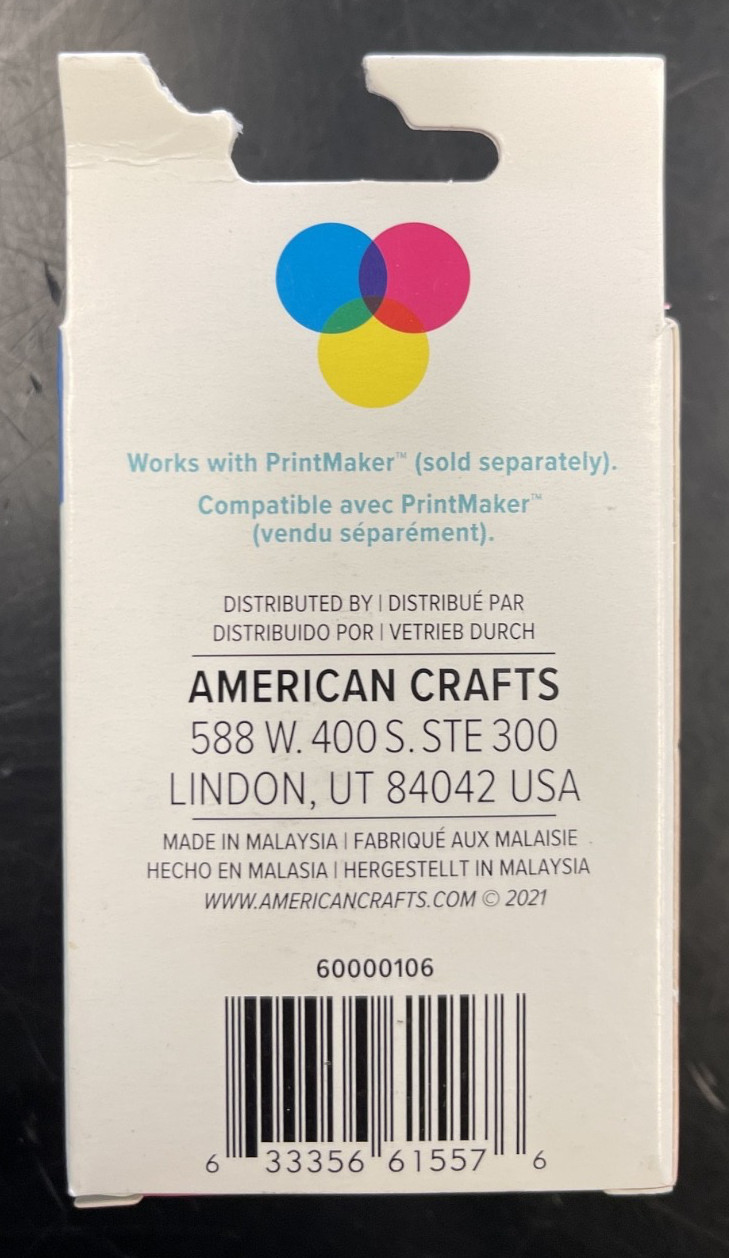 Works with PrintMaker™ (sold separately).
Compatible avec PrintMaker™
(vendu séparément).
DISTRIBUTED BY | DISTRIBUÉ PAR
DISTRIBUIDO POR | VETRIEB DURCH
AMERICAN CRAFTS
588 W. 400 S. STE 300
LINDON, UT 84042 USA
MADE IN MALAYSIA | FABRIQUÉ AUX MALAISIE
HECHO EN MALASIA | HERGESTELLT IN MALAYSIA
WWW.AMERICANCRAFTS.COM © 2021
60000106
6 33356 61557 6